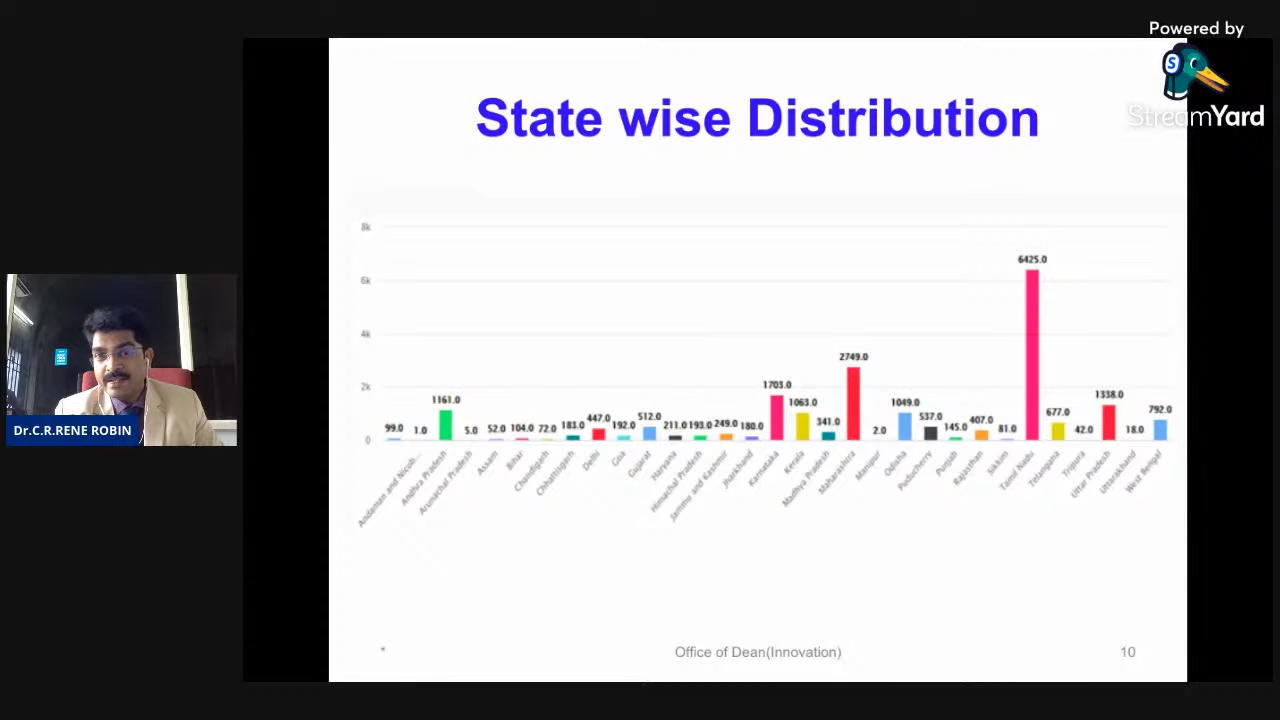 Powered by
StreamYard
State wise Distribution
8k
6k
4k
2k
0
99.0 1.0 1161.0 5.0 52.0 104.0 72.0 183.0 447.0 192.0 512.0 211.0 193.0 249.0 180.0 1703.0 1063.0 341.0 2749.0 2.0 1049.0 537.0 145.0 407.0 81.0 6425.0 677.0 42.0 1338.0 18.0 792.0
Andaman and Nicob...
Andhra Pradesh
Arunachal Pradesh
Assam
Bihar
Chandigarh
Chhattisgarh
Delhi
Goa
Gujarat
Haryana
Himachal Pradesh
Jammu and Kashmir
Jharkhand
Karnataka
Kerala
Madhya Pradesh
Maharashtra
Manipur
Odisha
Puducherry
Punjab
Rajasthan
Sikkim
Tamil Nadu
Telangana
Tripura
Uttar Pradesh
Uttarakhand
West Bengal
Dr.C.R.RENE ROBIN
* Office of Dean(Innovation) 10